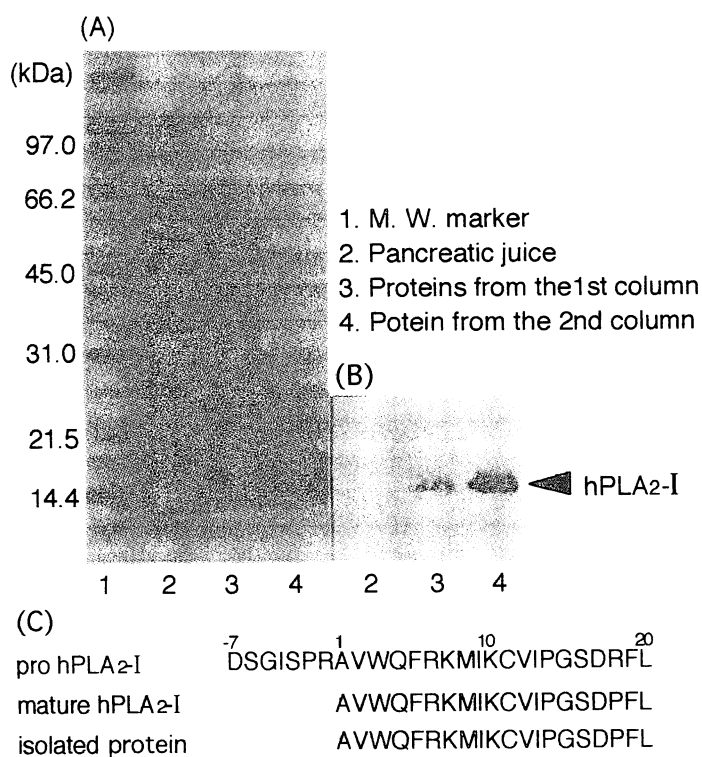 (A)
(kDa)
97.0
66.2
45.0
31.0
21.5
14.4
1. M. W. marker
2. Pancreatic juice
3. Proteins from the1st column
4. Potein from the 2nd column
(B)
hPLA2-I
1 2 3 4 2 3 4
(C)
-7 1 10 20
pro hPLA2-I DSGISPRAVWQFRKMIKCVIPGSDRFL
mature hPLA2-I AVWQFRKMIKCVIPGSDPFL
isolated protein AVWQFRKMIKCVIPGSDPFL